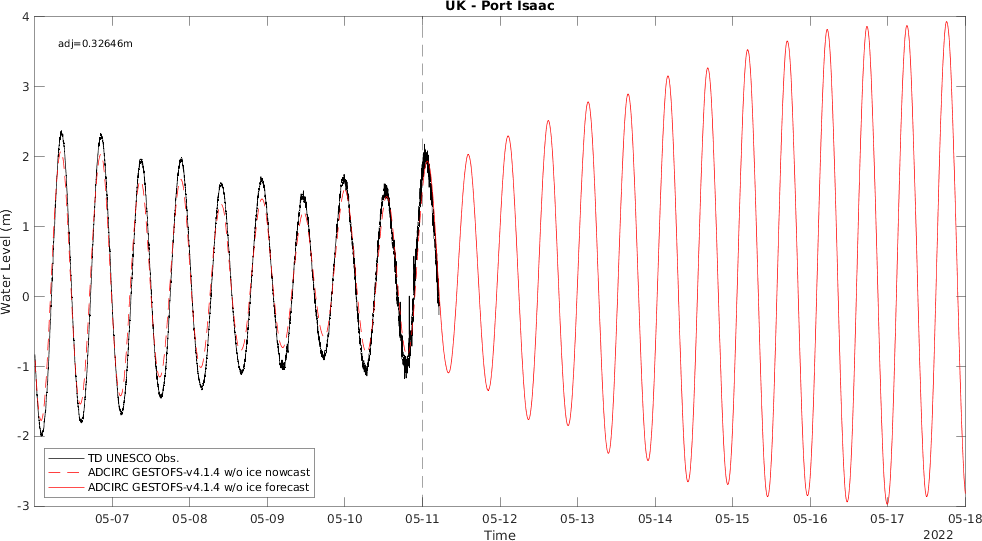 UK - Port Isaac
adj=0.32646m
Water Level (m)
4
3
2
1
0
-1
-2
-3
TD UNESCO Obs.
ADCIRC GESTOFS-v4.1.4 w/o ice nowcast
ADCIRC GESTOFS-v4.1.4 w/o ice forecast
05-07 05-08 05-09 05-10 05-11 05-12 05-13 05-14 05-15 05-16 05-17 05-18
Time
2022